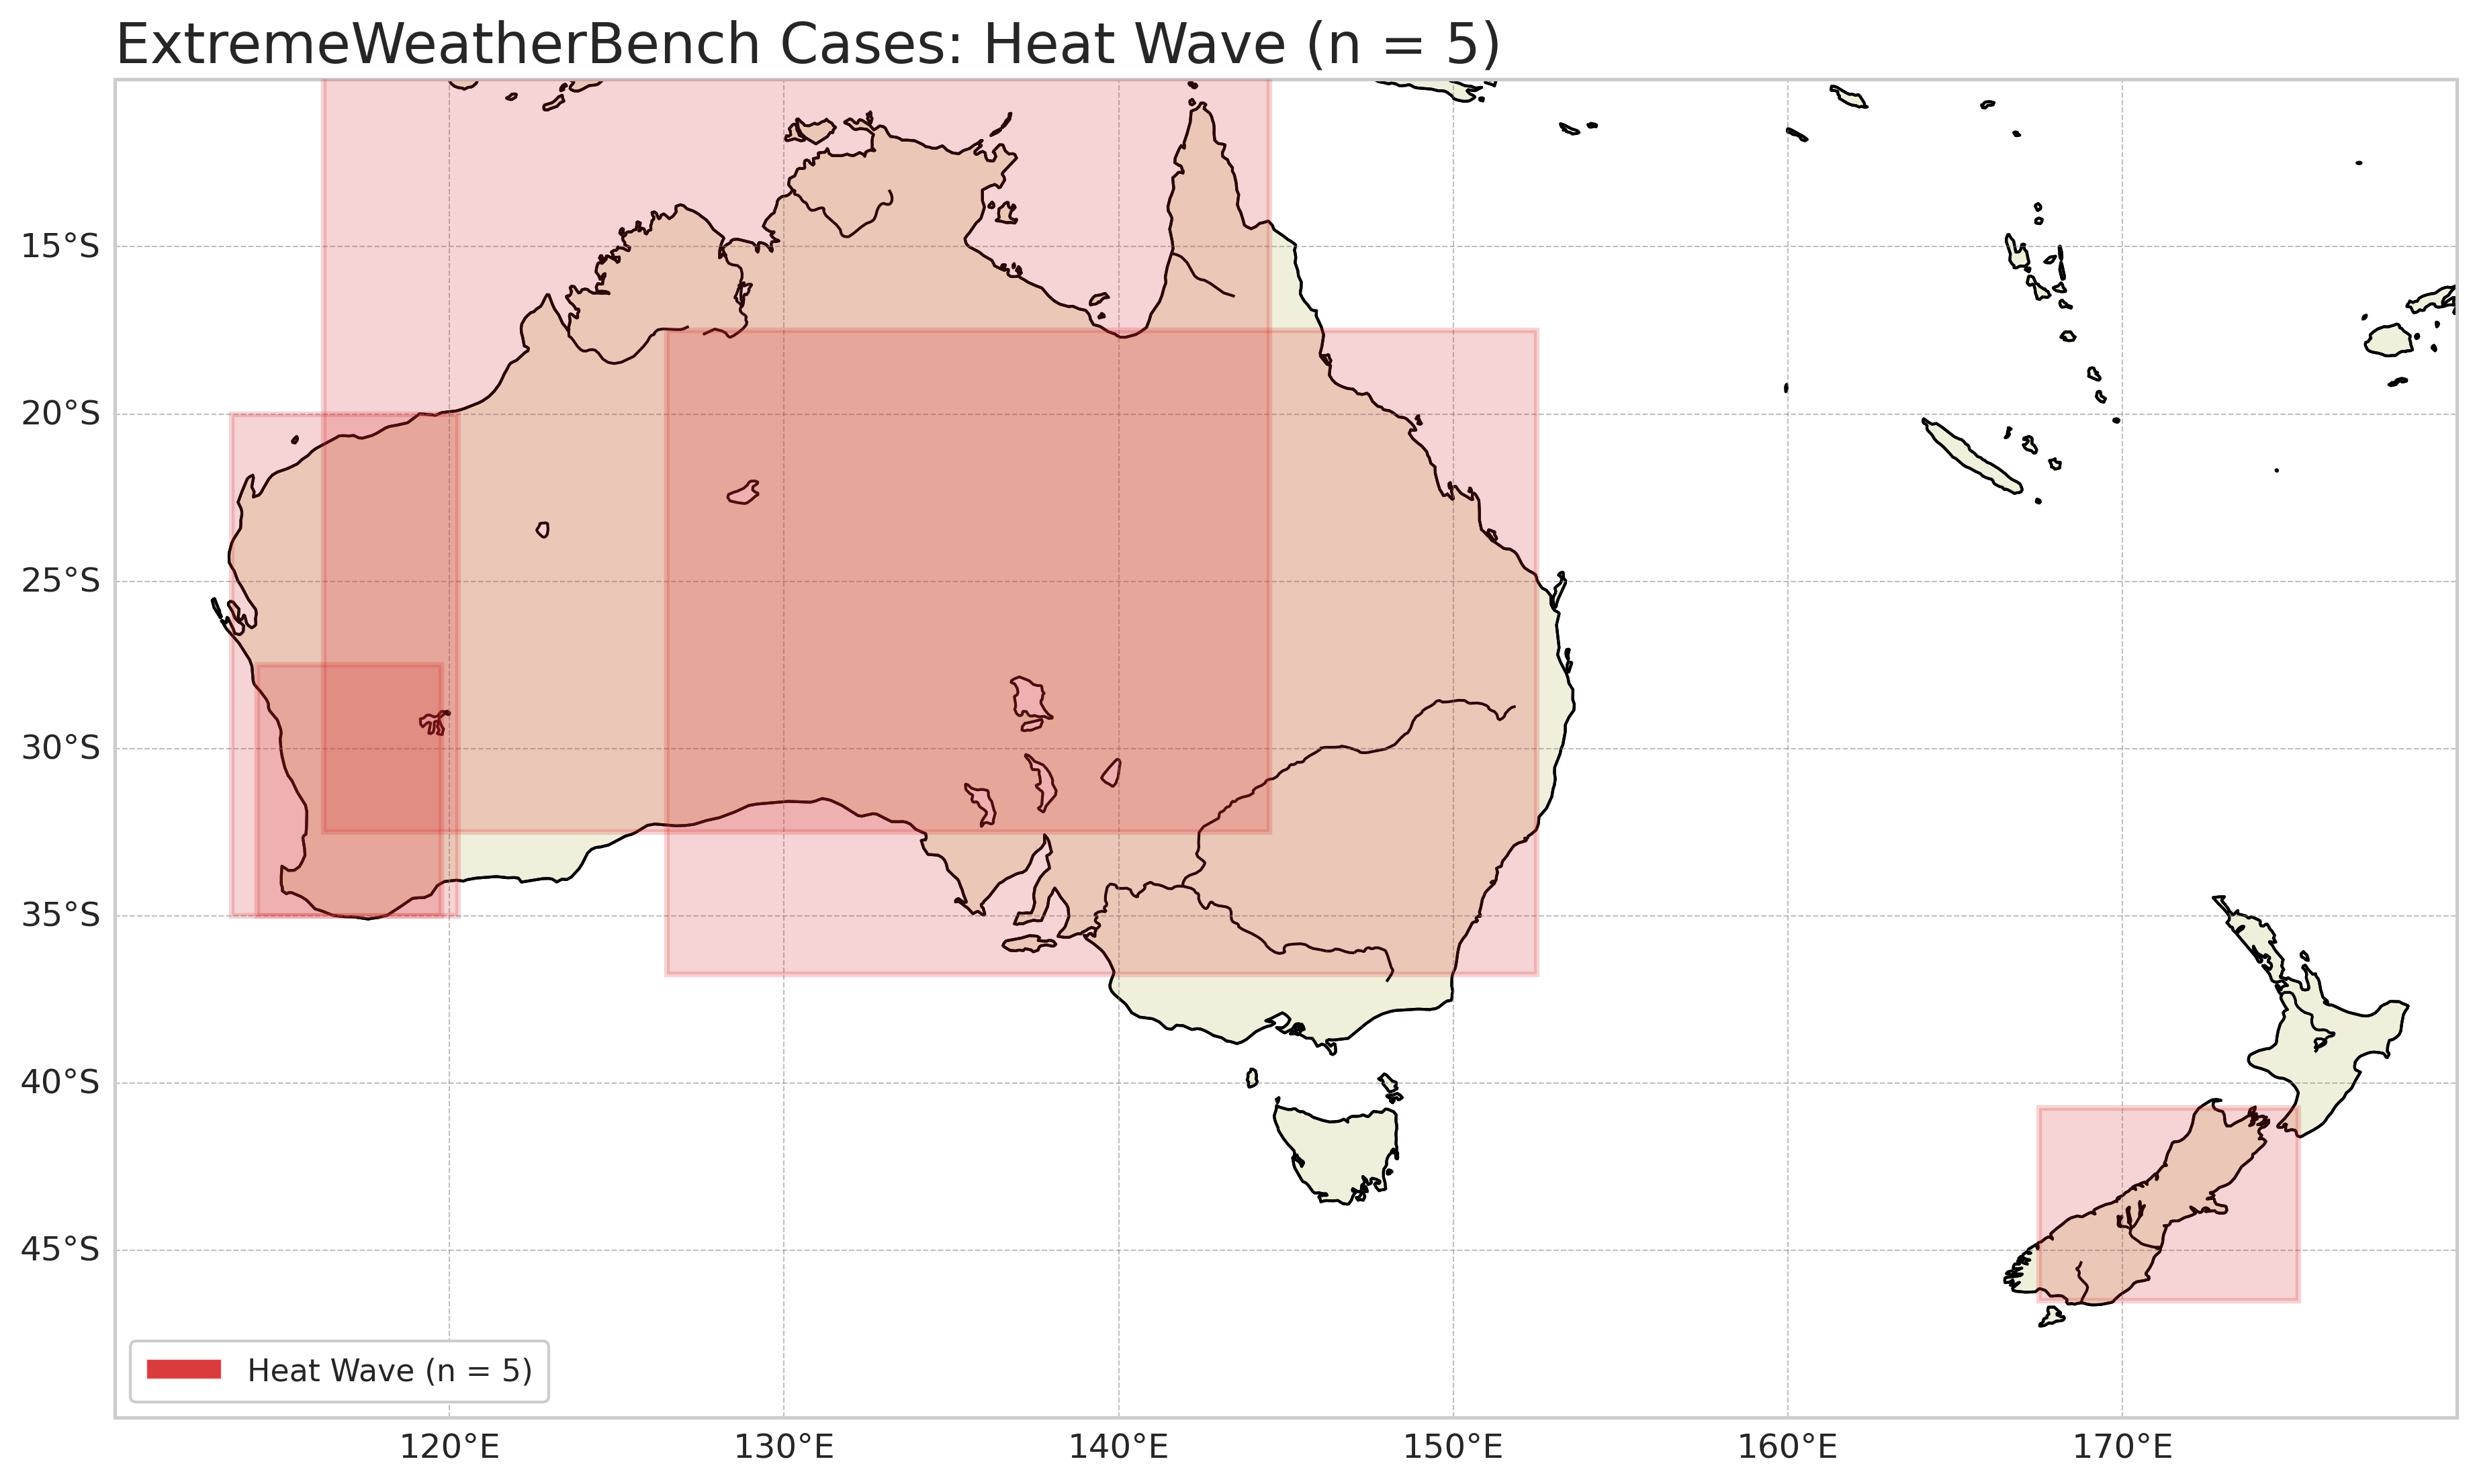 ExtremeWeatherBench Cases: Heat Wave (n = 5)
15°S
20°S
25°S
30°S
35°S
40°S
45°S
Heat Wave (n = 5)
120°E
130°E
140°E
150°E
160°E
170°E